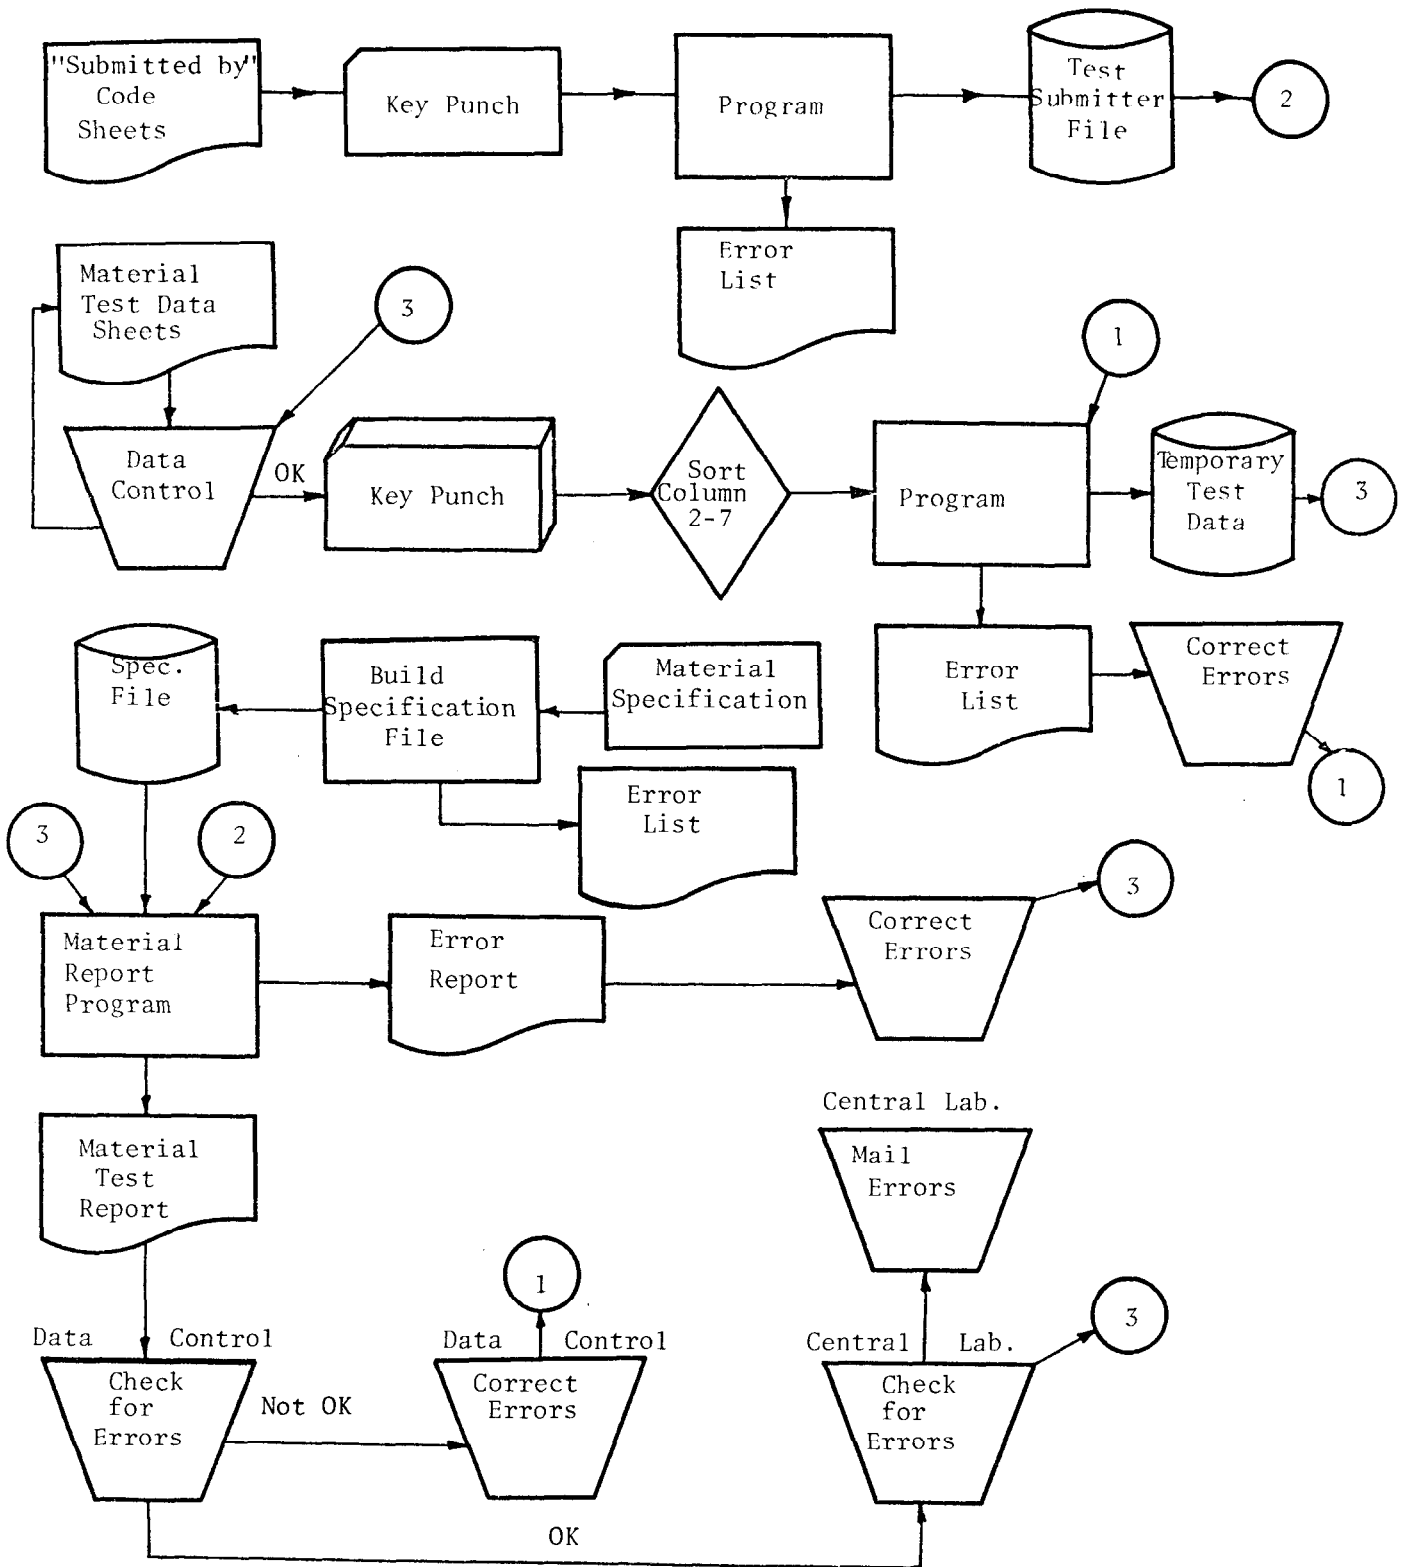 "Submitted by"
Code
Sheets
Key Punch
Program
Test
Submitter
File
2
Error
List
Material
Test Data
Sheets
3
1
Data
Control
OK
Key Punch
Sort
Column
2-7
Program
Temporary
Test
Data
3
Spec.
File
Build
Specification
File
Material
Specification
Error
List
Correct
Errors
1
Error
List
3
2
Material
Report
Program
Error
Report
Correct
Errors
3
Material
Test
Report
Central Lab.
Mail
Errors
1
3
Data Control
Check
for
Errors
Not OK
Data Control
Correct
Errors
Central Lab.
Check
for
Errors
OK